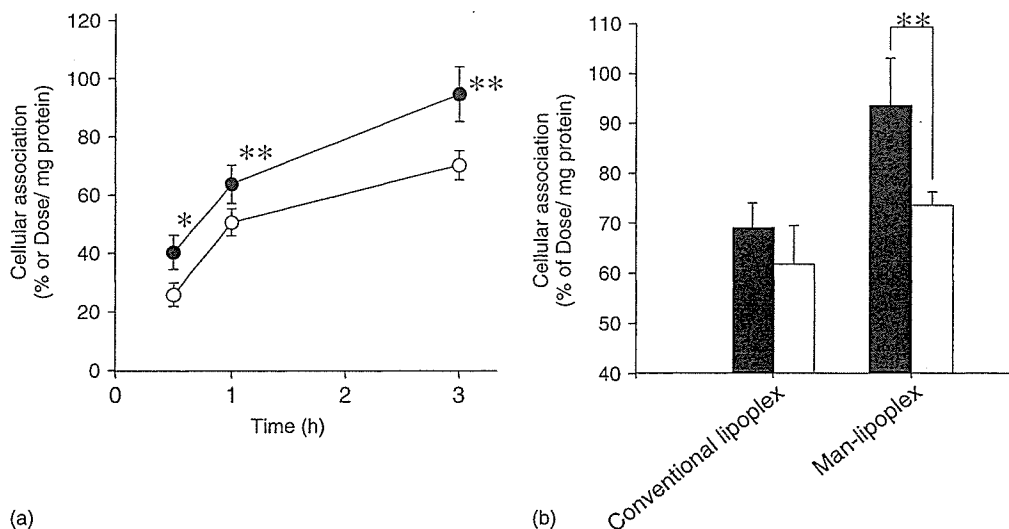 120
100
80
60
40
20
0
Cellular association
(% or Dose/ mg protein)
*
**
**
0
1
2
3
Time (h)
(a)
110
100
90
80
70
60
50
40
Cellular association
(% of Dose/ mg protein)
**
Conventional lipoplex
Man-lipoplex
(b)